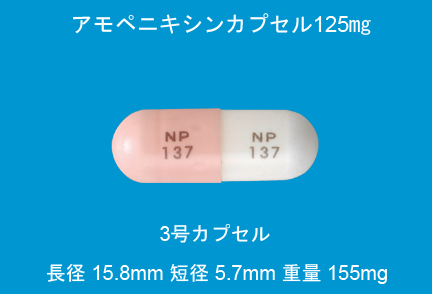 アモペニキシンカプセル125㎎
NP NP
137 137
3号カプセル
長径 15.8mm 短径 5.7mm 重量 155mg